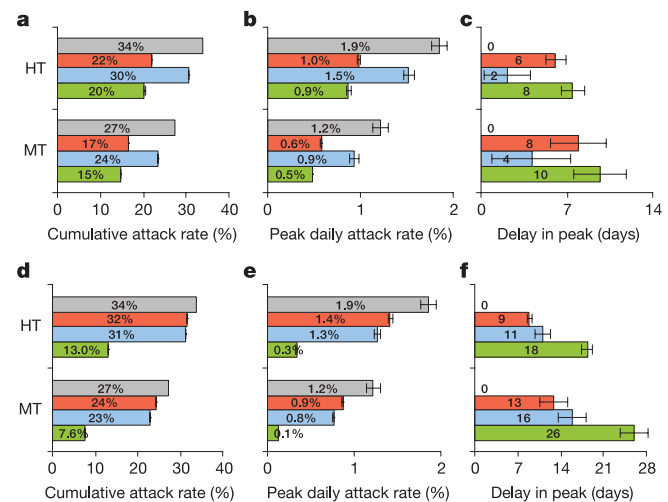 a
b
c
HT
34%
22%
30%
20%
MT
27%
17%
24%
15%
0 10 20 30 40
Cumulative attack rate (%)
1.9%
1.0%
1.5%
0.9%
1.2%
0.6%
0.9%
0.5%
0 1 2
Peak daily attack rate (%)
0
6
2
8
0
8
4
10
0 7 14
Delay in peak (days)
d
e
f
HT
34%
32%
31%
13.0%
MT
27%
24%
23%
7.6%
0 10 20 30 40
Cumulative attack rate (%)
1.9%
1.4%
1.3%
0.3%
1.2%
0.9%
0.8%
0.1%
0 1 2
Peak daily attack rate (%)
0
9
11
18
0
13
16
26
0 7 14 21 28
Delay in peak (days)